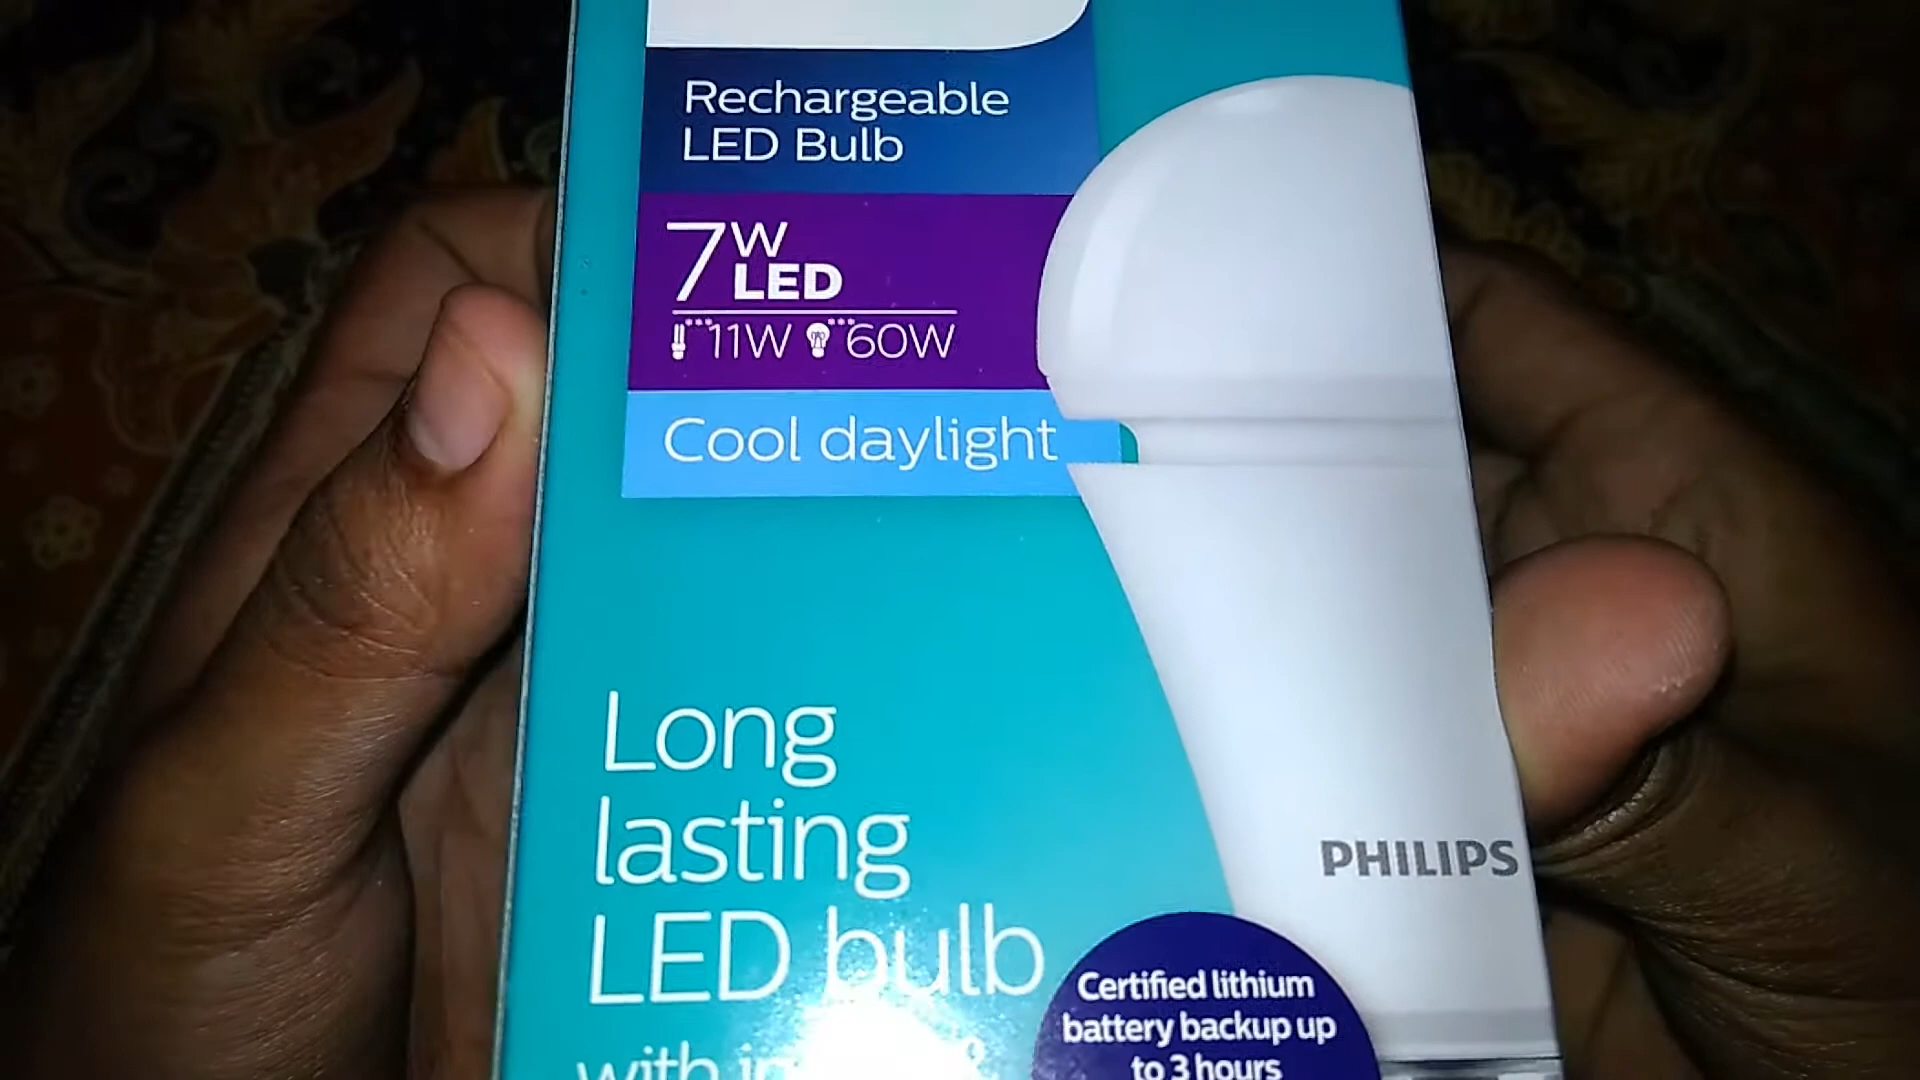 Rechargeable
LED Bulb
7W
LED
11W 60W
Cool daylight
Long
lasting
LED bulb
with
PHILIPS
Certified lithium
battery backup up
to 3 hours